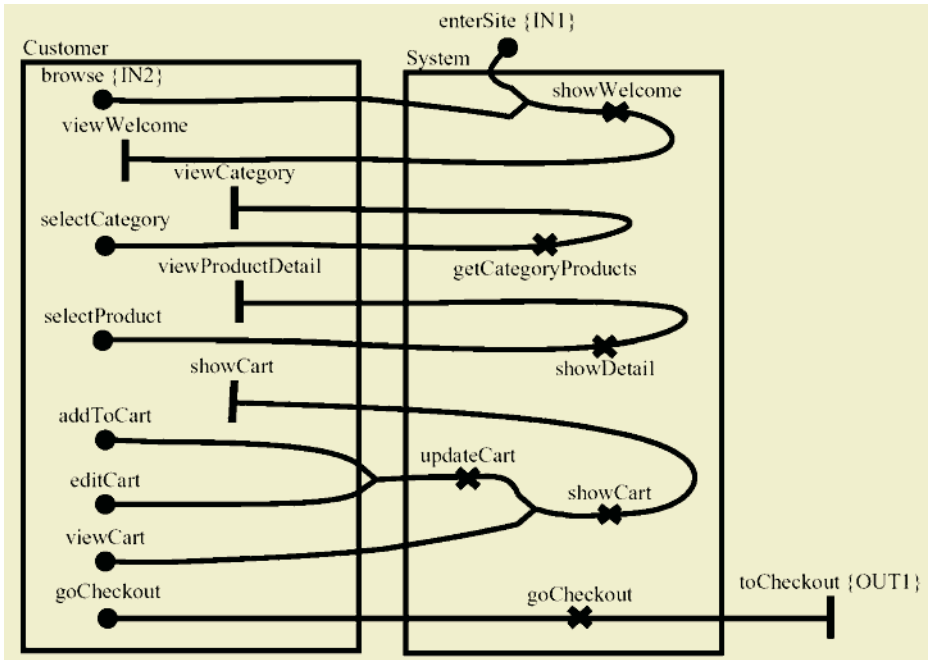 enterSite {IN1}
Customer
System
browse {IN2}
showWelcome
viewWelcome
viewCategory
selectCategory
getCategoryProducts
viewProductDetail
selectProduct
showDetail
showCart
addToCart
updateCart
editCart
showCart
viewCart
goCheckout
goCheckout
toCheckout {OUT1}